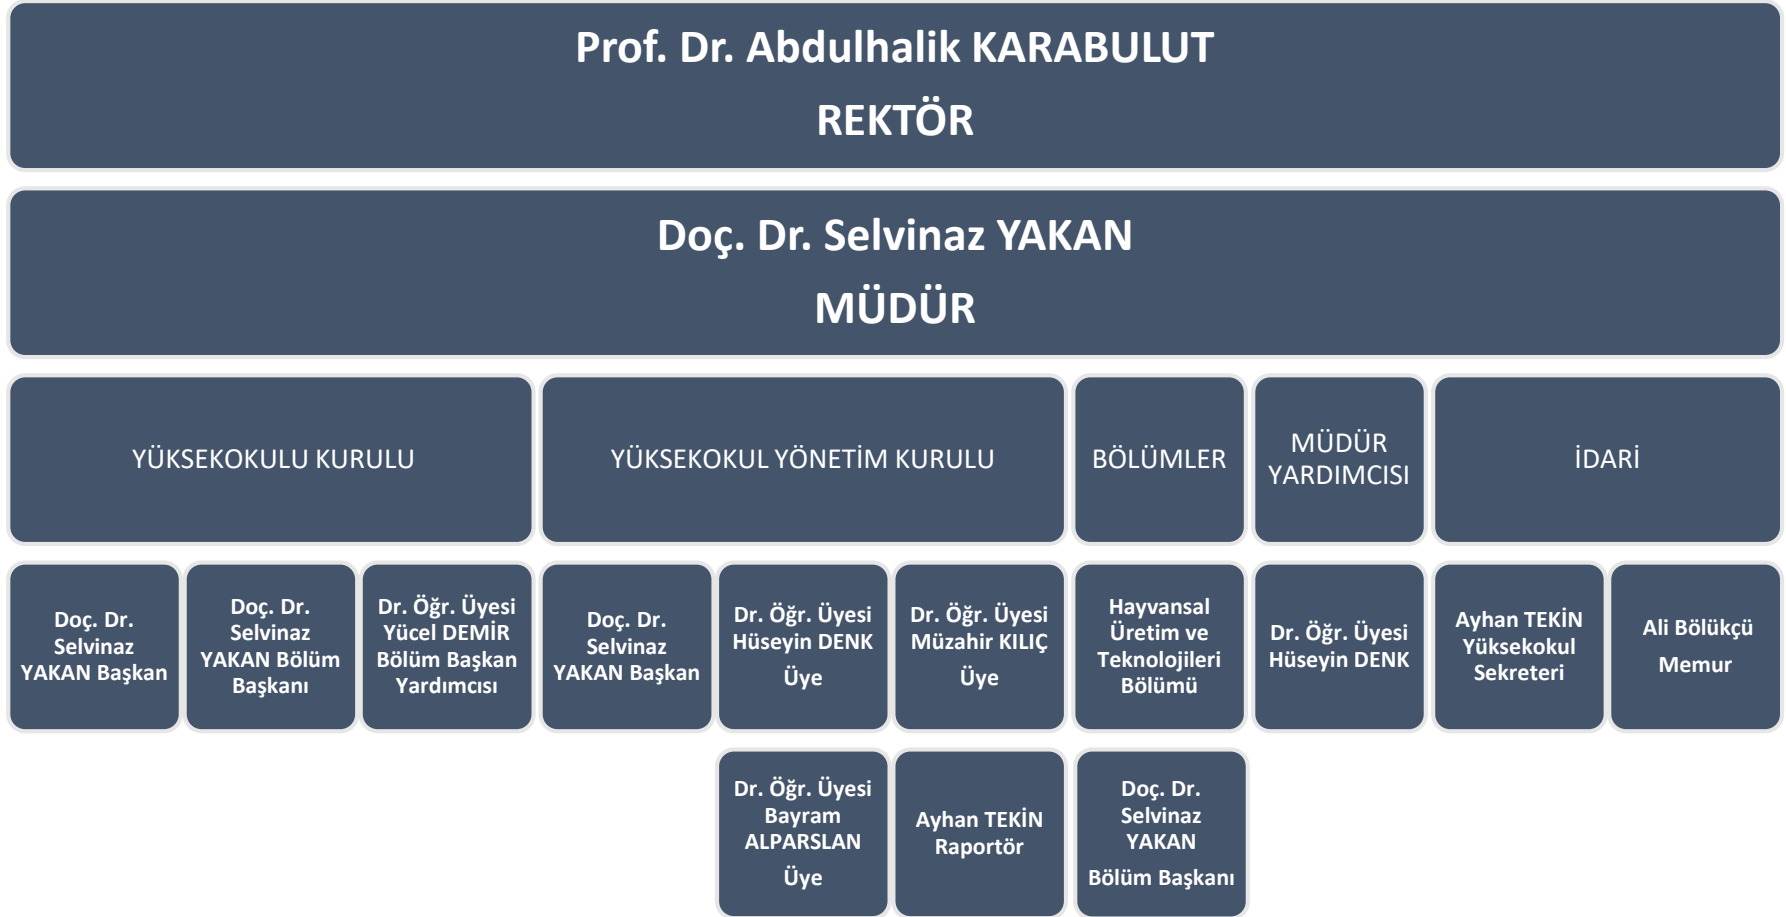 Prof. Dr. Abdulhalik KARABULUT
REKTÖR
Doç. Dr. Selvinaz YAKAN
MÜDÜR
YÜKSEKOKULU KURULU
YÜKSEKOKUL YÖNETİM KURULU
BÖLÜMLER
MÜDÜR
YARDIMCISI
İDARİ
Doç. Dr.
Selvinaz
YAKAN Başkan
Doç. Dr.
Selvinaz
YAKAN Bölüm
Başkanı
Dr. Öğr. Üyesi
Yücel DEMİR
Bölüm Başkan
Yardımcısı
Doç. Dr.
Selvinaz
YAKAN Başkan
Dr. Öğr. Üyesi
Hüseyin DENK
Üye
Dr. Öğr. Üyesi
Müzahir KILIÇ
Üye
Hayvansal
Üretim ve
Teknolojileri
Bölümü
Dr. Öğr. Üyesi
Hüseyin DENK
Ayhan TEKİN
Yüksekokul
Sekreteri
Ali Bölükçü
Memur
Dr. Öğr. Üyesi
Bayram
ALPARSLAN
Üye
Ayhan TEKİN
Raportör
Doç. Dr.
Selvinaz
YAKAN
Bölüm Başkanı